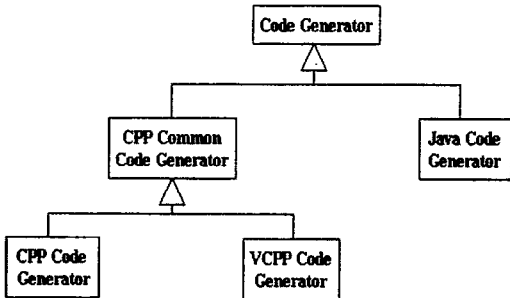 Code Generator
CPP Common
Code Generator
Java Code
Generator
CPP Code
Generator
VCPP Code
Generator